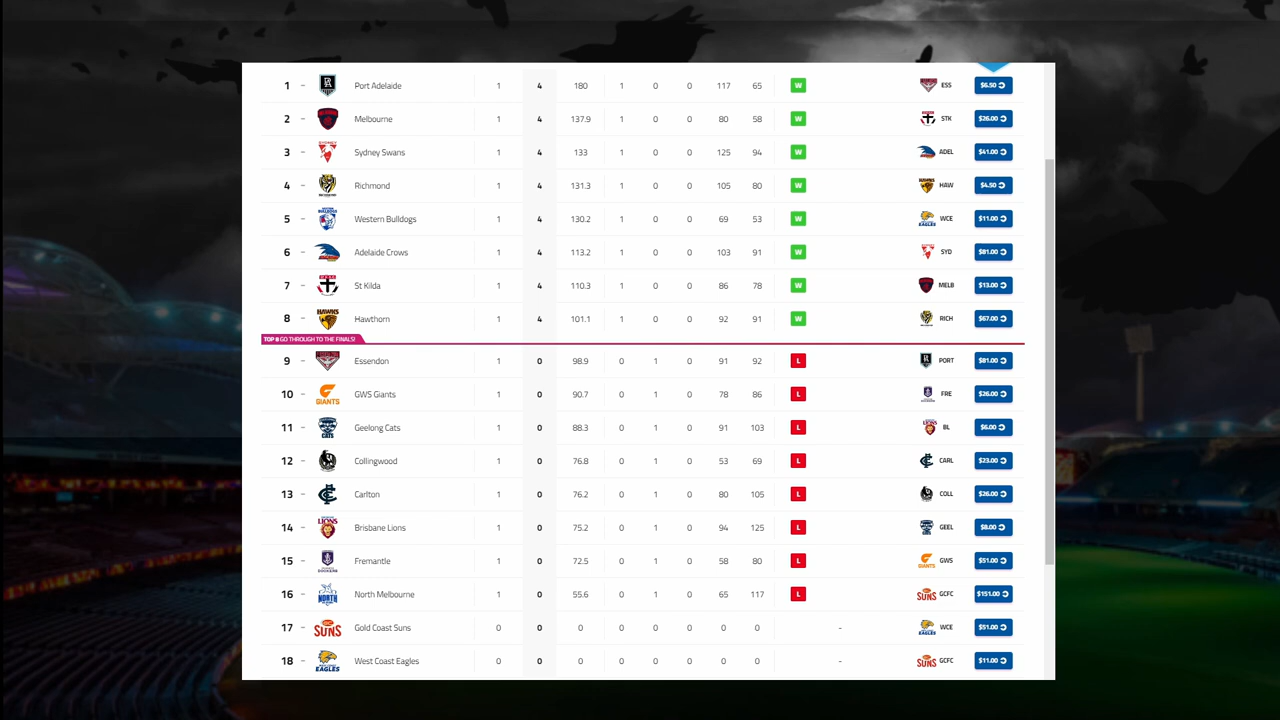 1 - Port Adelaide 1 4 180 1 0 0 117 65 W ESS $6.50
2 - Melbourne 1 4 137.9 1 0 0 80 58 W STK $26.00
3 - SYDNEY Sydney Swans 1 4 133 1 0 0 125 94 W ADEL $41.00
4 - Richmond 1 4 131.3 1 0 0 105 80 W HAW $4.50
5 - Western Bulldogs 1 4 130.2 1 0 0 69 53 W WCE $11.00
6 - Adelaide Crows 1 4 113.2 1 0 0 103 91 W SYD $81.00
7 - St Kilda 1 4 110.3 1 0 0 86 78 W MELB $13.00
8 - HAWKS Hawthorn 1 4 101.1 1 0 0 92 91 W RICH $67.00
TOP 8 GO THROUGH TO THE FINALS!
9 - Essendon 1 0 98.9 0 1 0 91 92 L PORT $81.00
10 - GIANTS GWS Giants 1 0 90.7 0 1 0 78 86 L FRE $26.00
11 - CATS Geelong Cats 1 0 88.3 0 1 0 91 103 L BL $6.00
12 - Collingwood 1 0 76.8 0 1 0 53 69 L CARL $23.00
13 - Carlton 1 0 76.2 0 1 0 80 105 L COLL $26.00
14 - LIONS Brisbane Lions 1 0 75.2 0 1 0 94 125 L GEEL $8.00
15 - Fremantle 1 0 72.5 0 1 0 58 80 L GIANTS GWS $51.00
16 - NORTH North Melbourne 1 0 55.6 0 1 0 65 117 L SUNS GCFC $151.00
17 - SUNS Gold Coast Suns 0 0 0 0 0 0 0 0 - EAGLES WCE $51.00
18 - EAGLES West Coast Eagles 0 0 0 0 0 0 0 0 - SUNS GCFC $11.00